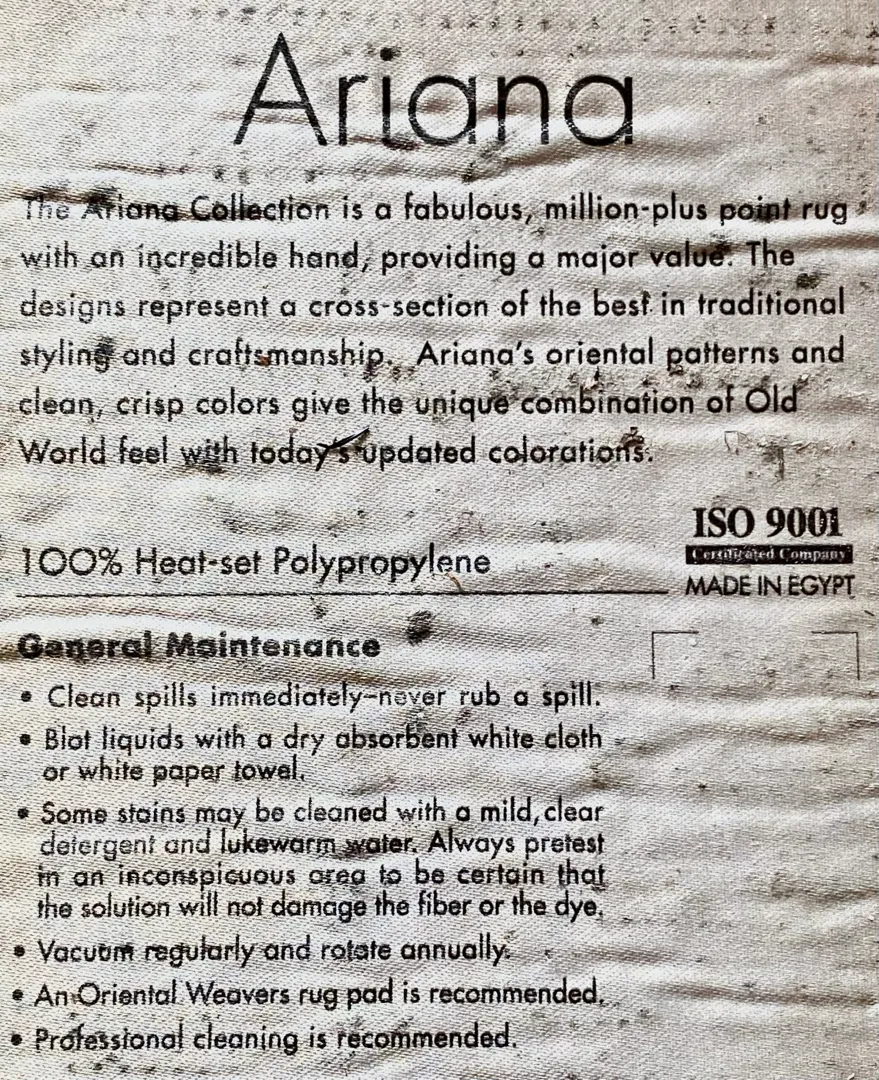 Ariana
The Ariana Collection is a fabulous, million-plus point rug
with an incredible hand, providing a major value. The
designs represent a cross-section of the best in traditional
styling and craftsmanship. Ariana's oriental patterns and
clean, crisp colors give the unique combination of Old
World feel with today's updated colorations.
ISO 9001
Certificated Company
100% Heat-set Polypropylene
MADE IN EGYPT
General Maintenance
• Clean spills immediately–never rub a spill.
• Blot liquids with a dry absorbent white cloth
or white paper towel.
• Some stains may be cleaned with a mild, clear
detergent and lukewarm water. Always pretest
in an inconspicuous area to be certain that
the solution will not damage the fiber or the dye.
• Vacuum regularly and rotate annually.
• An Oriental Weavers rug pad is recommended.
• Professional cleaning is recommended.